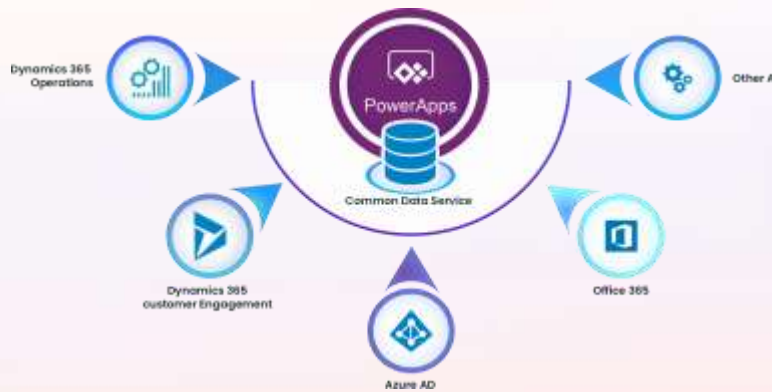 Dynamics 365
Operations
PowerApps
Common Data Service
Other A
Dynamics 365
customer Engagement
Office 365
Azure AD